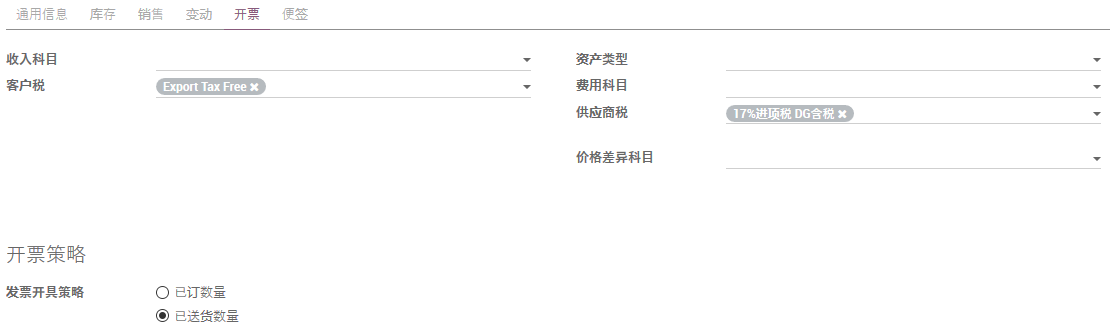 通用信息 库存 销售 变动 开票 便签
收入科目 资产类型
客户税 Export Tax Free ✖ 费用科目
供应商税 17%进项税 DG含税 ✖
价格差异科目
开票策略
发票开具策略 已订数量
已送货数量